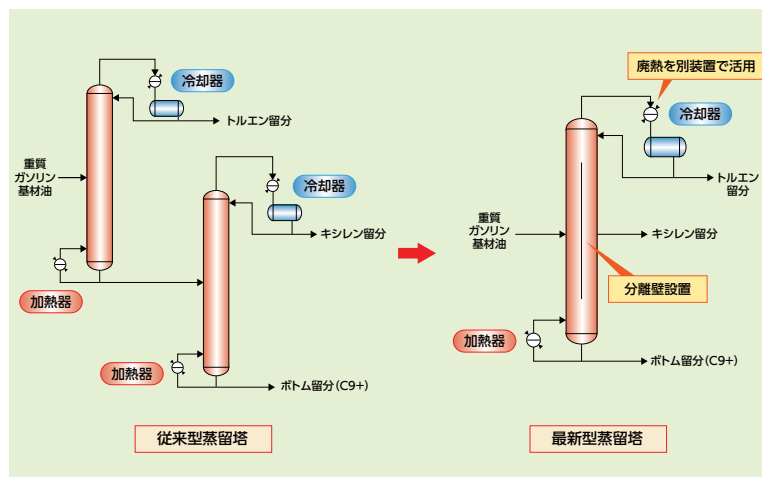 冷却器
トルエン留分
重質
ガソリン
基材油
加熱器
冷却器
キシレン留分
加熱器
ボトム留分（C9+）
従来型蒸留塔
廃熱を別装置で活用
冷却器
トルエン
留分
重質
ガソリン
基材油
キシレン留分
分離壁設置
加熱器
ボトム留分（C9+）
最新型蒸留塔